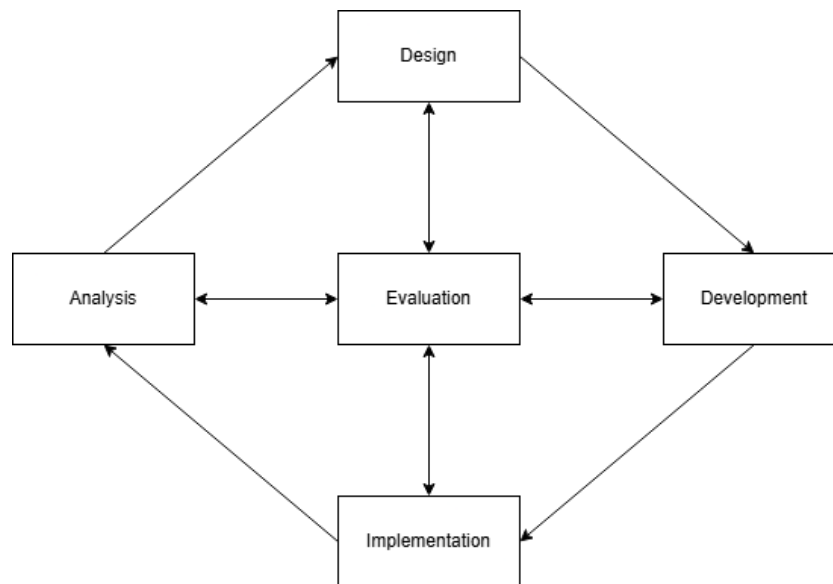 Design
Analysis
Evaluation
Development
Implementation